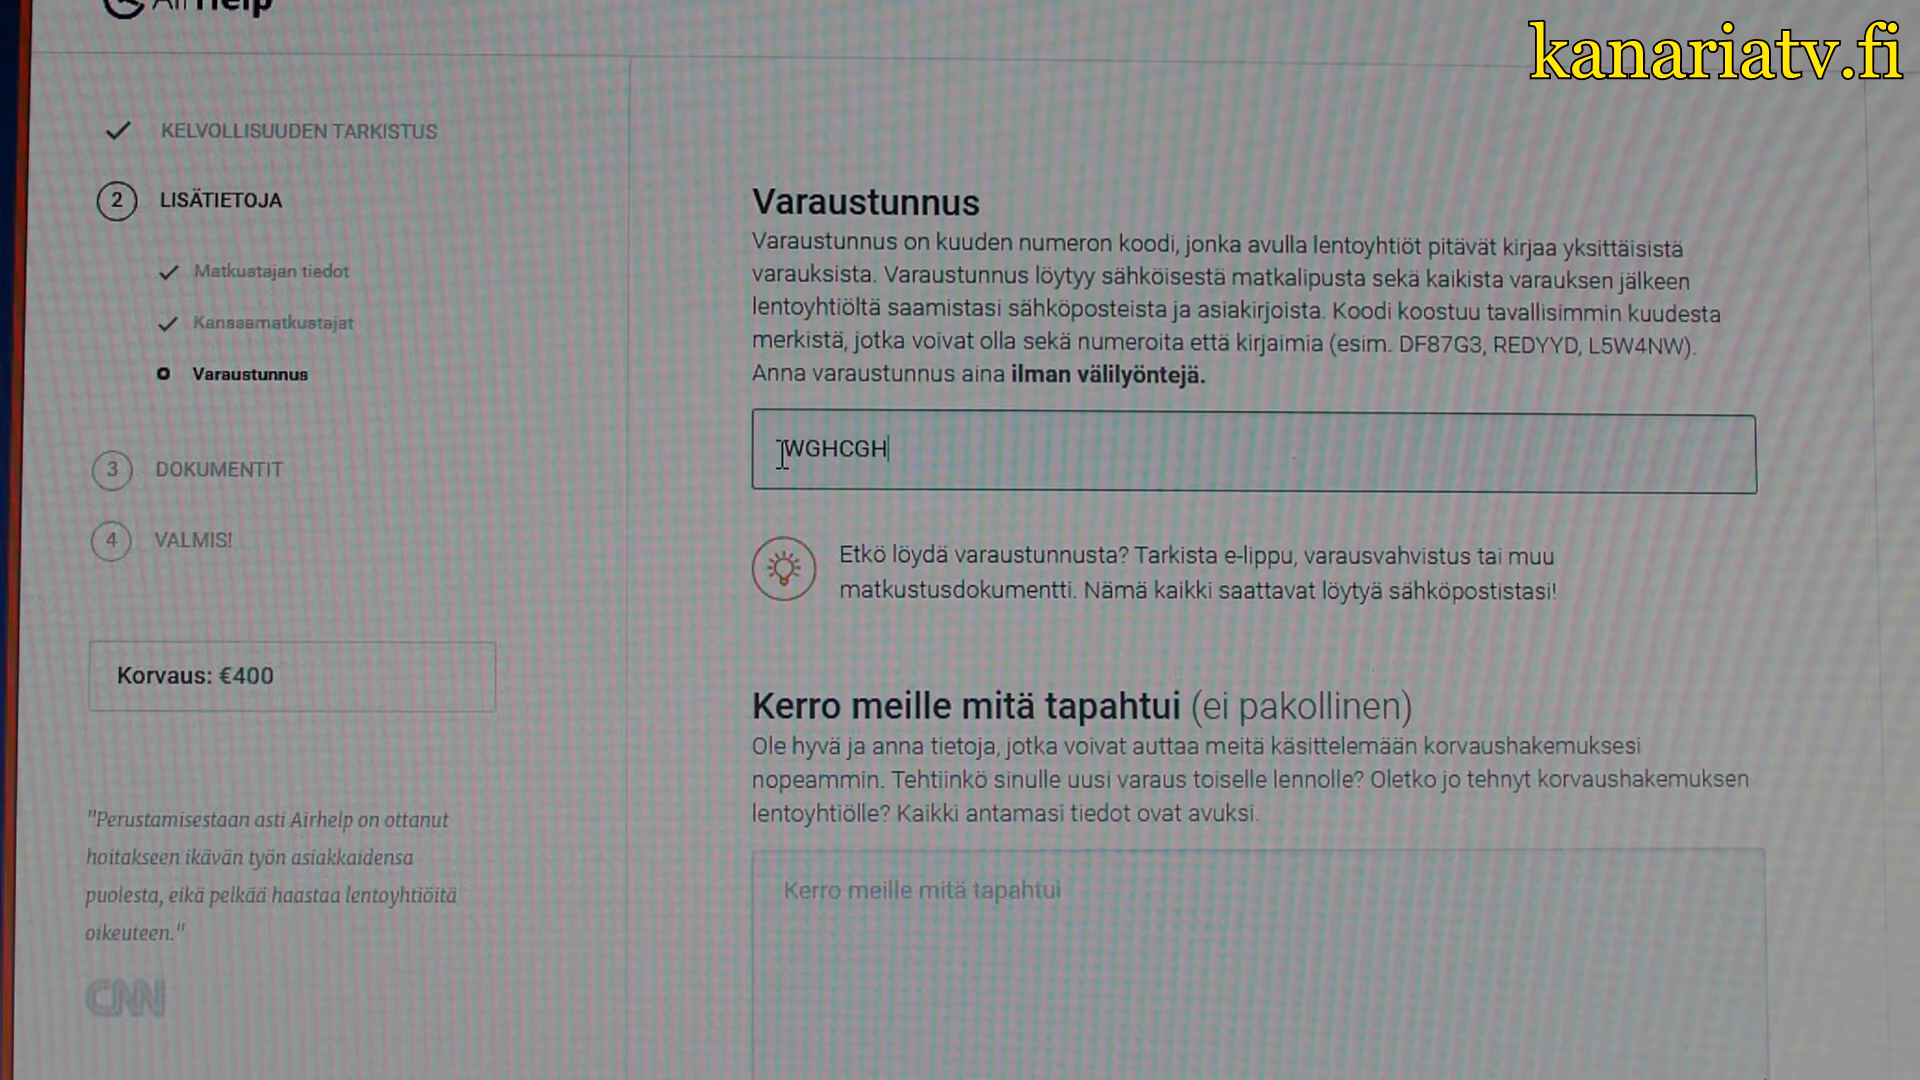 AirHelp
kanariatv.fi
KELVOLLISUUDEN TARKISTUS
2 LISÄTIETOJA
Matkustajan tiedot
Kanssamatkustajat
Varaustunnus
3 DOKUMENTIT
4 VALMIS!
Korvaus: €400
"Perustamisestaan asti Airhelp on ottanut
hoitakseen ikävän työn asiakkaidensa
puolesta, eikä pelkää haastaa lentoyhtiöitä
oikeuteen."
CNN
Varaustunnus
Varaustunnus on kuuden numeron koodi, jonka avulla lentoyhtiöt pitävät kirjaa yksittäisistä
varauksista. Varaustunnus löytyy sähköisestä matkalipusta sekä kaikista varauksen jälkeen
lentoyhtiöltä saamistasi sähköposteista ja asiakirjoista. Koodi koostuu tavallisimmin kuudesta
merkistä, jotka voivat olla sekä numeroita että kirjaimia (esim. DF87G3, REDYYD, L5W4NW).
Anna varaustunnus aina ilman välilyöntejä.
WGHCGH
Etkö löydä varaustunnusta? Tarkista e-lippu, varausvahvistus tai muu
matkustusdokumentti. Nämä kaikki saattavat löytyä sähköpostistasi!
Kerro meille mitä tapahtui (ei pakollinen)
Ole hyvä ja anna tietoja, jotka voivat auttaa meitä käsittelemään korvaushakemuksesi
nopeammin. Tehtiinkö sinulle uusi varaus toiselle lennolle? Oletko jo tehnyt korvaushakemuksen
lentoyhtiölle? Kaikki antamasi tiedot ovat avuksi.
Kerro meille mitä tapahtui